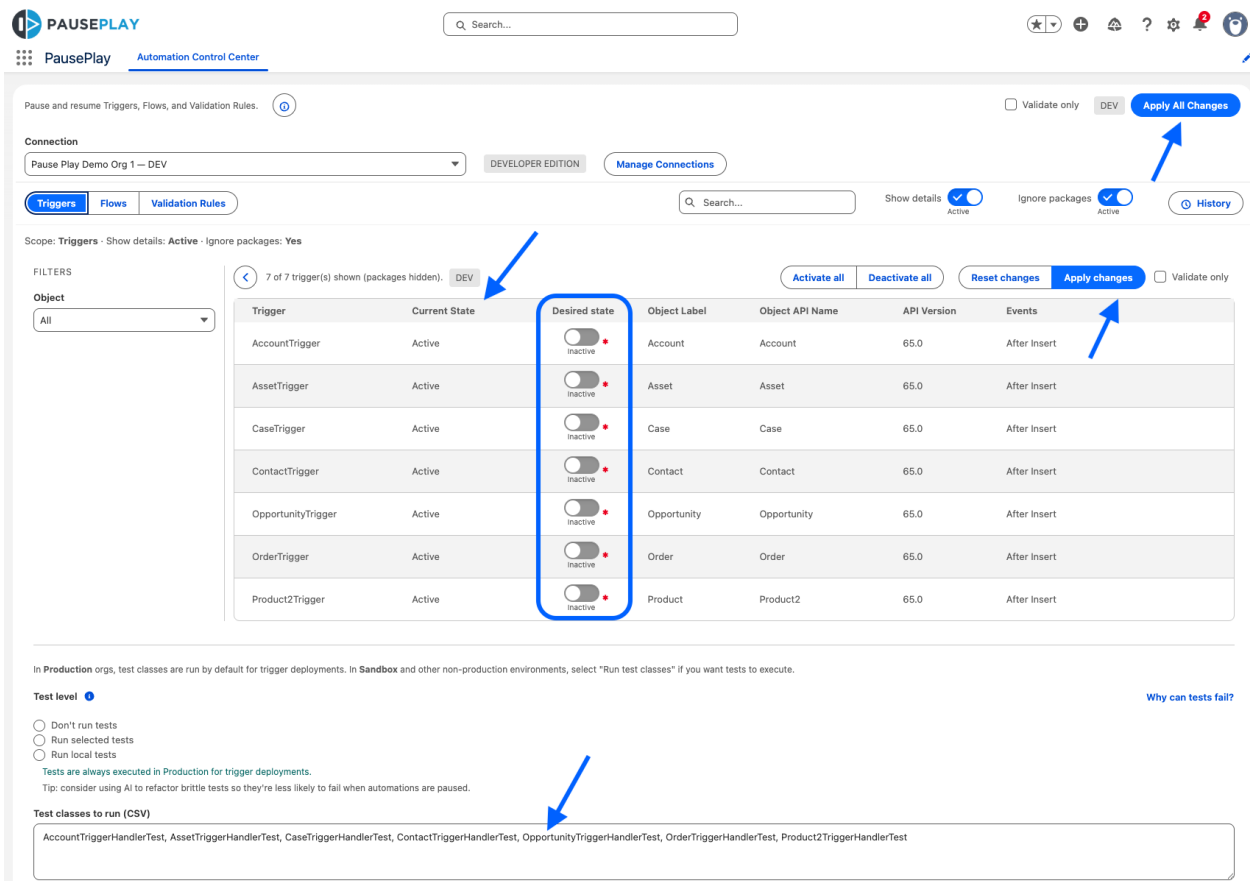 PAUSEPLAY
Search...
2
PausePlay
Automation Control Center
Pause and resume Triggers, Flows, and Validation Rules.
Validate only
DEV
Apply All Changes
Connection
Pause Play Demo Org 1 — DEV
DEVELOPER EDITION
Manage Connections
Triggers
Flows
Validation Rules
Search...
Show details
Active
Ignore packages
Active
History
Scope: Triggers · Show details: Active · Ignore packages: Yes
FILTERS
Object
All
7 of 7 trigger(s) shown (packages hidden).
DEV
Activate all
Deactivate all
Reset changes
Apply changes
Validate only
Trigger Current State Desired state Object Label Object API Name API Version Events
AccountTrigger Active Inactive * Account Account 65.0 After Insert
AssetTrigger Active Inactive * Asset Asset 65.0 After Insert
CaseTrigger Active Inactive * Case Case 65.0 After Insert
ContactTrigger Active Inactive * Contact Contact 65.0 After Insert
OpportunityTrigger Active Inactive * Opportunity Opportunity 65.0 After Insert
OrderTrigger Active Inactive * Order Order 65.0 After Insert
Product2Trigger Active Inactive * Product Product2 65.0 After Insert
In Production orgs, test classes are run by default for trigger deployments. In Sandbox and other non-production environments, select "Run test classes" if you want tests to execute.
Test level
Why can tests fail?
Don't run tests
Run selected tests
Run local tests
Tests are always executed in Production for trigger deployments.
Tip: consider using AI to refactor brittle tests so they're less likely to fail when automations are paused.
Test classes to run (CSV)
AccountTriggerHandlerTest, AssetTriggerHandlerTest, CaseTriggerHandlerTest, ContactTriggerHandlerTest, OpportunityTriggerHandlerTest, OrderTriggerHandlerTest, Product2TriggerHandlerTest